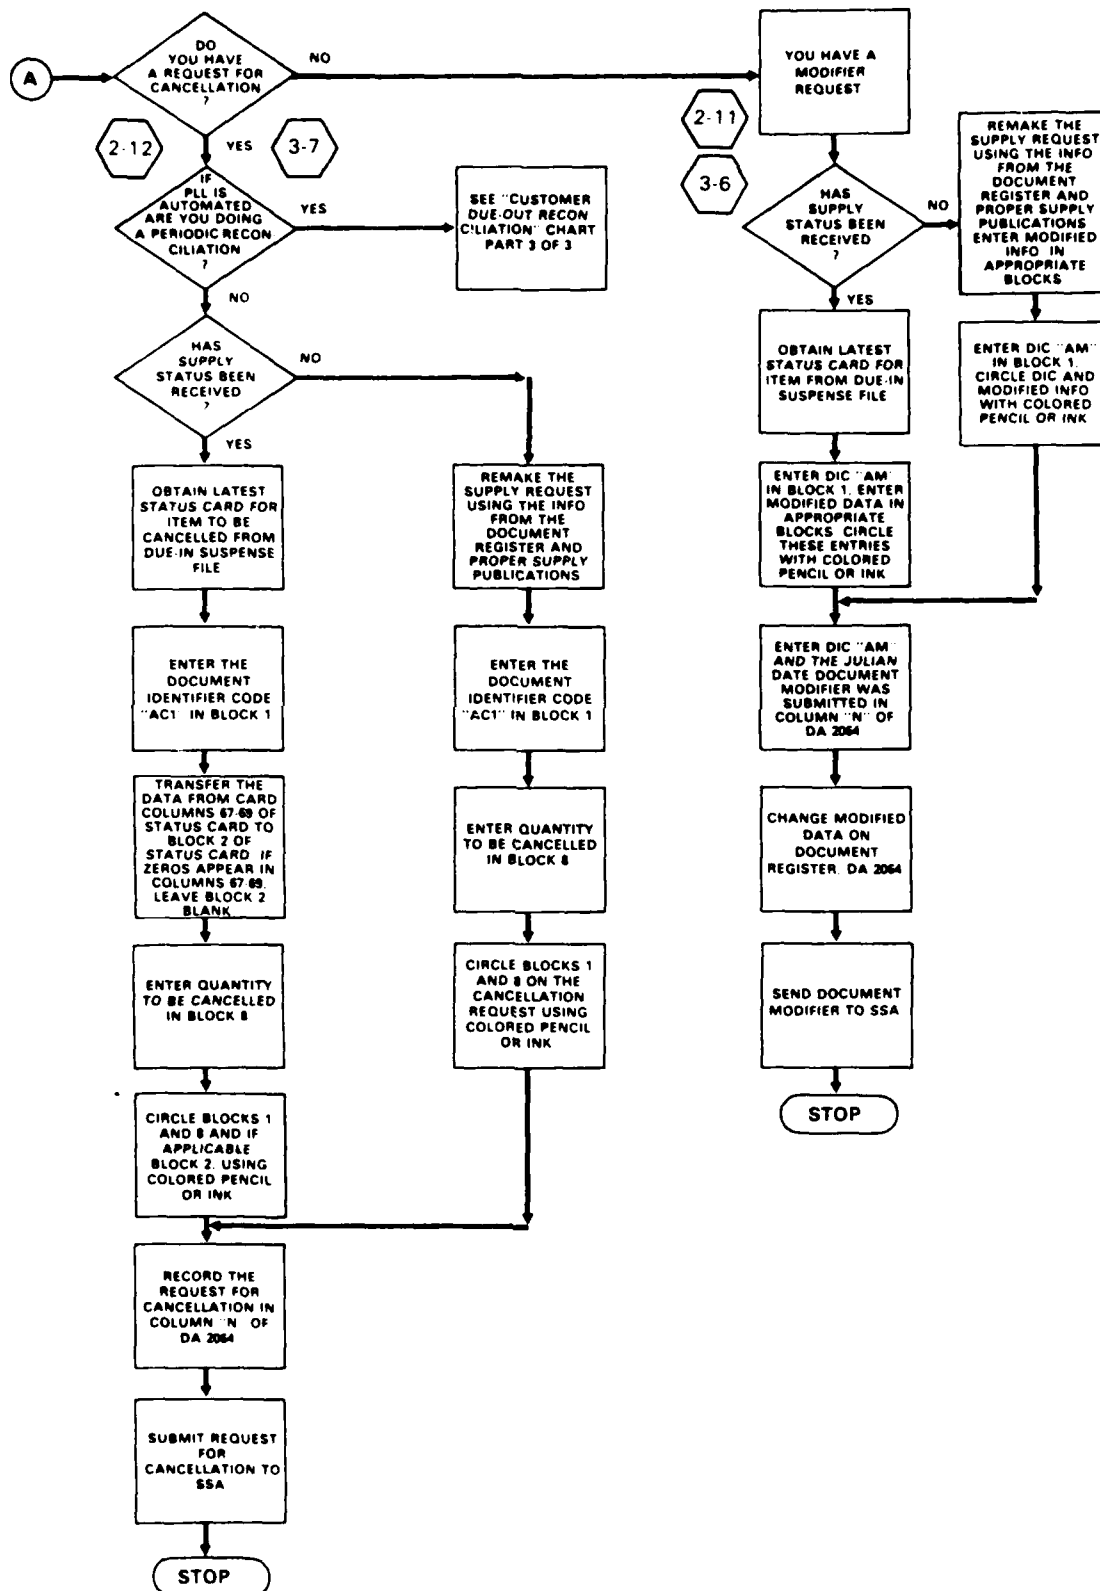 A
DO
YOU HAVE
A REQUEST FOR
CANCELLATION
?
NO
YES
2-12
3-7
IF
PLL IS
AUTOMATED
ARE YOU DOING
A PERIODIC RECON
CILIATION
?
YES
NO
SEE "CUSTOMER
DUE-OUT RECON
CILIATION" CHART
PART 3 OF 3
HAS
SUPPLY
STATUS BEEN
RECEIVED
?
NO
YES
OBTAIN LATEST
STATUS CARD FOR
ITEM TO BE
CANCELLED FROM
DUE-IN SUSPENSE
FILE
ENTER THE
DOCUMENT
IDENTIFIER CODE
"AC1" IN BLOCK 1
TRANSFER THE
DATA FROM CARD
COLUMNS 67-69 OF
STATUS CARD TO
BLOCK 2 OF
STATUS CARD IF
ZEROS APPEAR IN
COLUMNS 67-69,
LEAVE BLOCK 2
BLANK
ENTER QUANTITY
TO BE CANCELLED
IN BLOCK 8
CIRCLE BLOCKS 1
AND 8 AND IF
APPLICABLE
BLOCK 2, USING
COLORED PENCIL
OR INK
RECORD THE
REQUEST FOR
CANCELLATION IN
COLUMN "N" OF
DA 2064
SUBMIT REQUEST
FOR
CANCELLATION TO
SSA
STOP
REMAKE THE
SUPPLY REQUEST
USING THE INFO
FROM THE
DOCUMENT
REGISTER AND
PROPER SUPPLY
PUBLICATIONS
ENTER THE
DOCUMENT
IDENTIFIER CODE
"AC1" IN BLOCK 1
ENTER QUANTITY
TO BE CANCELLED
IN BLOCK 8
CIRCLE BLOCKS 1
AND 8 ON THE
CANCELLATION
REQUEST USING
COLORED PENCIL
OR INK
YOU HAVE A
MODIFIER
REQUEST
2-11
3-6
HAS
SUPPLY
STATUS BEEN
RECEIVED
?
NO
YES
OBTAIN LATEST
STATUS CARD FOR
ITEM FROM DUE-IN
SUSPENSE FILE
ENTER DIC "AM"
IN BLOCK 1. ENTER
MODIFIED DATA IN
APPROPRIATE
BLOCKS CIRCLE
THESE ENTRIES
WITH COLORED
PENCIL OR INK
ENTER DIC "AM"
AND THE JULIAN
DATE DOCUMENT
MODIFIER WAS
SUBMITTED IN
COLUMN "N" OF
DA 2064
CHANGE MODIFIED
DATA ON
DOCUMENT
REGISTER, DA 2064
SEND DOCUMENT
MODIFIER TO SSA
STOP
REMAKE THE
SUPPLY REQUEST
USING THE INFO
FROM THE
DOCUMENT
REGISTER AND
PROPER SUPPLY
PUBLICATIONS
ENTER MODIFIED
INFO IN
APPROPRIATE
BLOCKS
ENTER DIC "AM"
IN BLOCK 1,
CIRCLE DIC AND
MODIFIED INFO
WITH COLORED
PENCIL OR INK